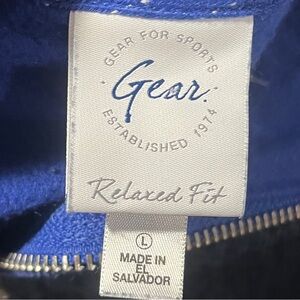 GEAR FOR SPORTS
Gear.
ESTABLISHED 1974
Relaxed Fit
L
MADE IN
EL
SALVADOR